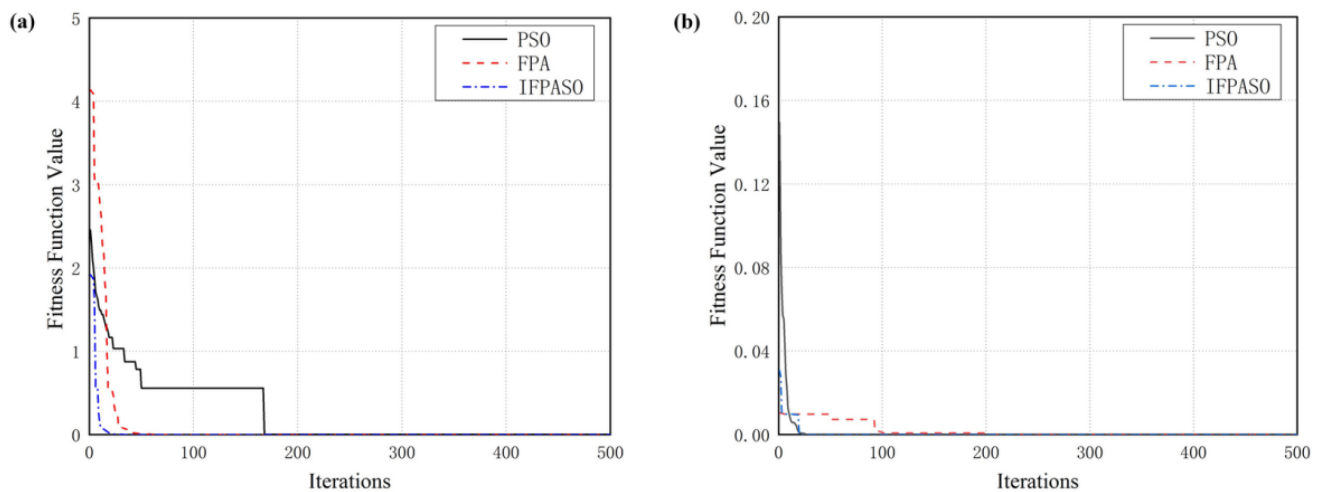 (a)
Fitness Function Value
5
4
3
2
1
0
PSO
FPA
IFPASO
0 200 300 400 500
Iterations
(b)
Fitness Function Value
0.20
0.16
0.12
0.08
0.04
0.00
PSO
FPA
IFPASO
0 100 200 300 400 500
Iterations